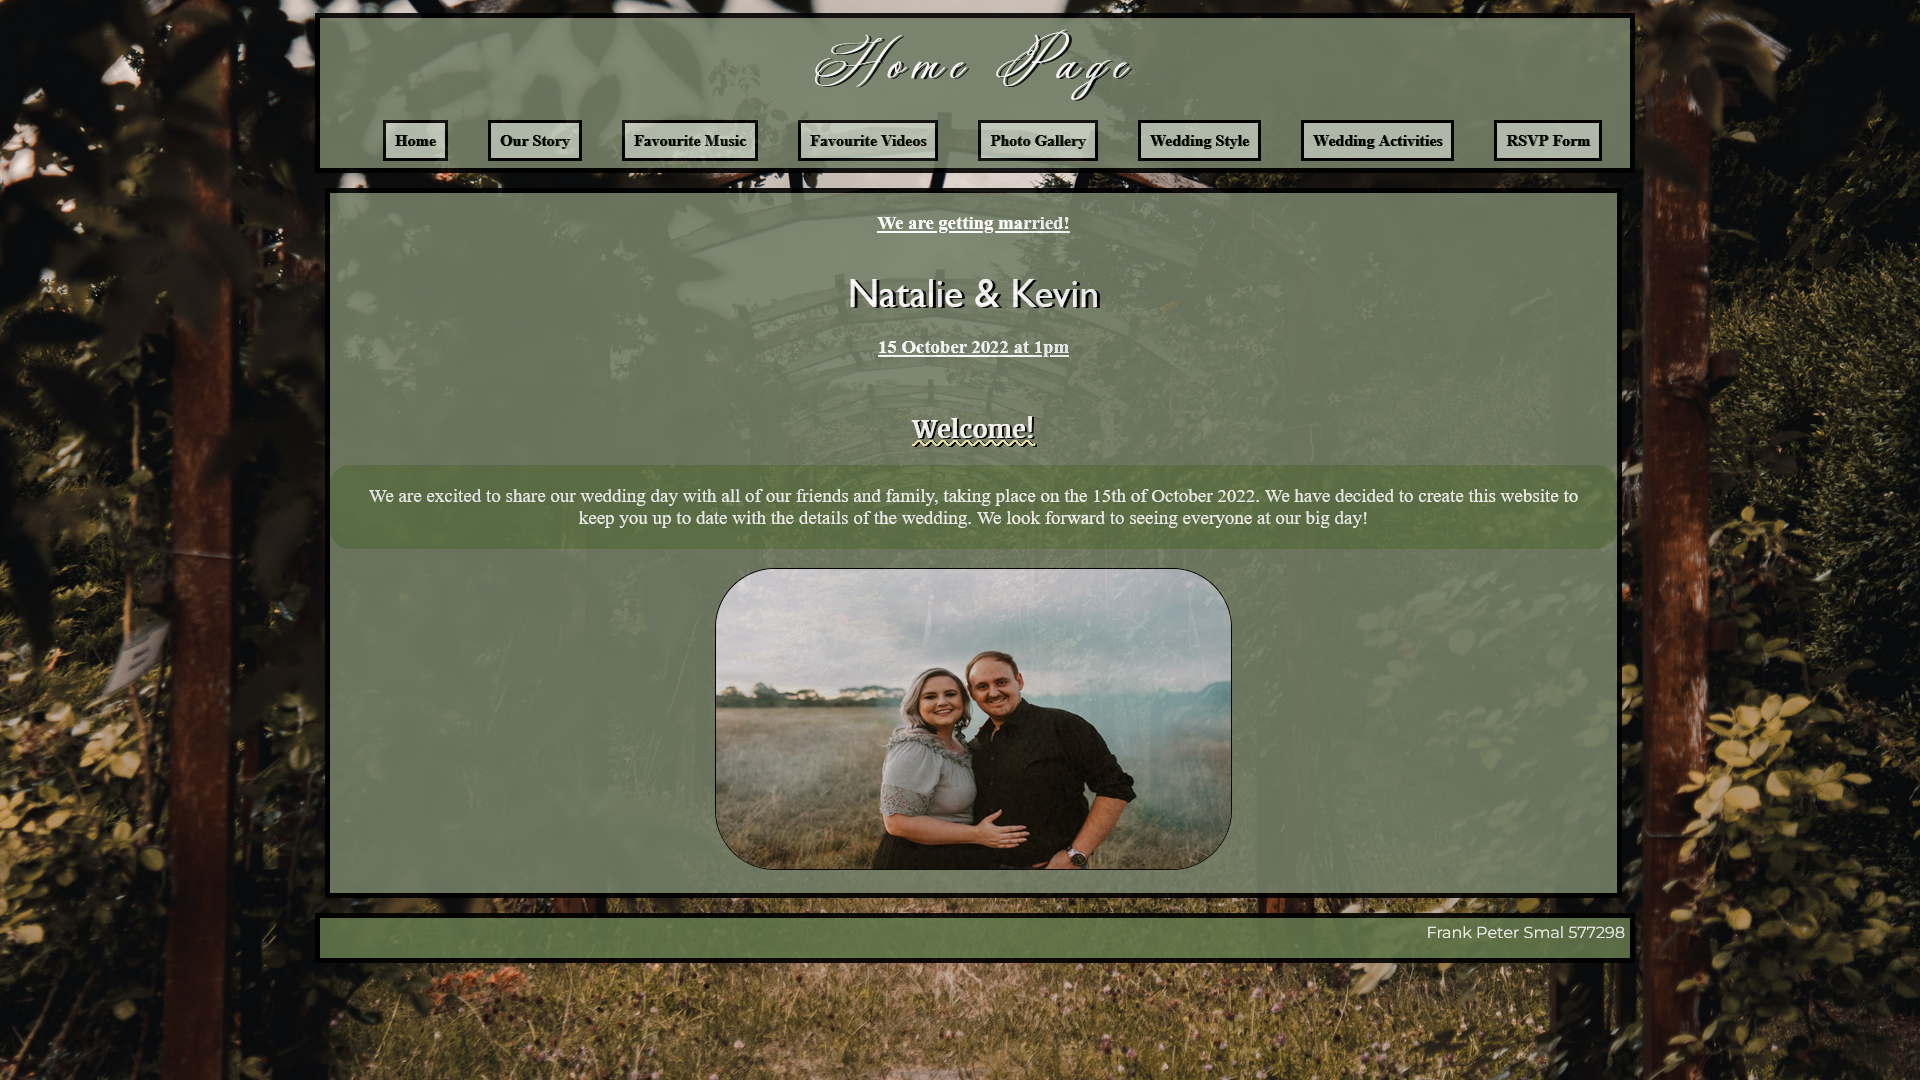 Home Page
Home Our Story Favourite Music Favourite Videos Photo Gallery Wedding Style Wedding Activities RSVP Form
We are getting married!
Natalie & Kevin
15 October 2022 at 1pm
Welcome!
We are excited to share our wedding day with all of our friends and family, taking place on the 15th of October 2022. We have decided to create this website to
keep you up to date with the details of the wedding. We look forward to seeing everyone at our big day!
Frank Peter Smal 577298